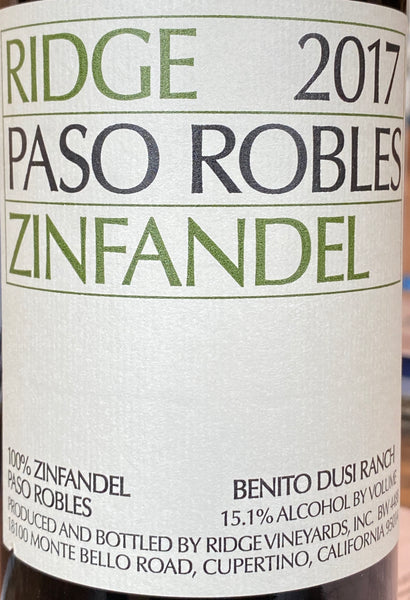 RIDGE 2017
PASO ROBLES
ZINFANDEL
100% ZINFANDEL BENITO DUSI RANCH
PASO ROBLES 15.1% ALCOHOL BY VOLUME
PRODUCED AND BOTTLED BY RIDGE VINEYARDS, INC. BW
18100 MONTE BELLO ROAD, CUPERTINO, CALIFORNIA